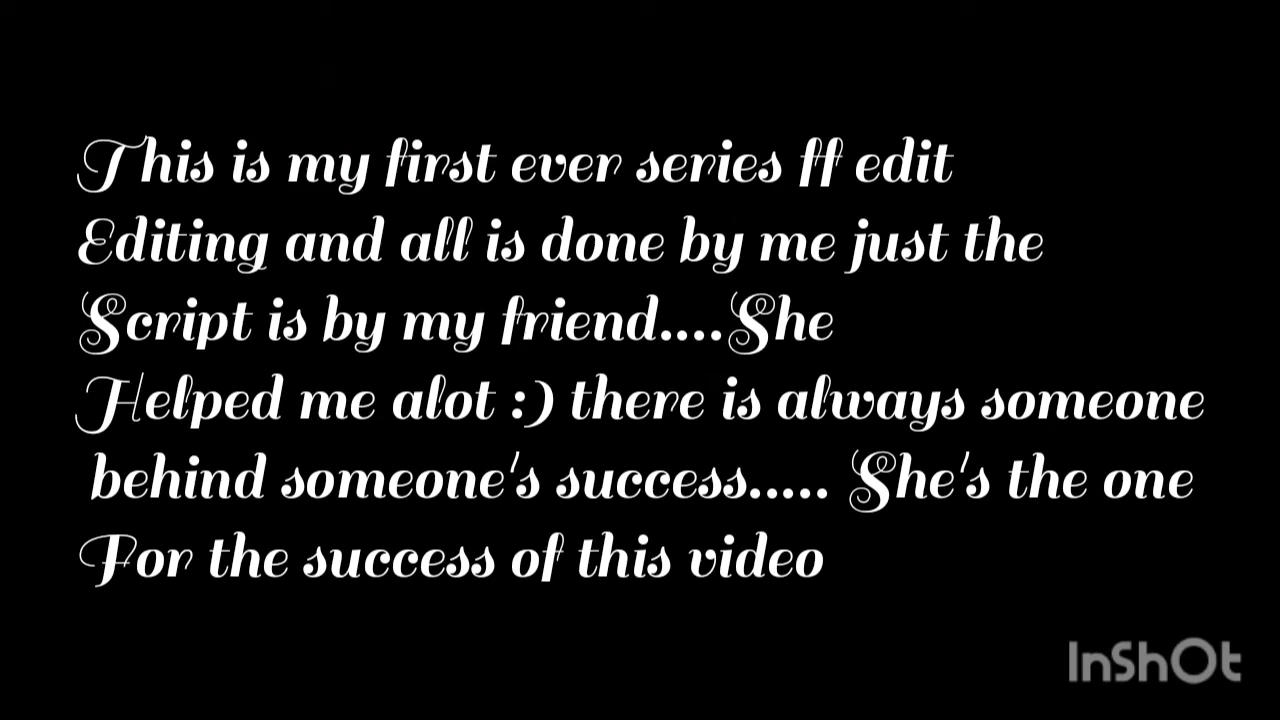 This is my first ever series ff edit
Editing and all is done by me just the
Script is by my friend....She
Helped me alot :) there is always someone
behind someone's success..... She's the one
For the success of this video
InShOt